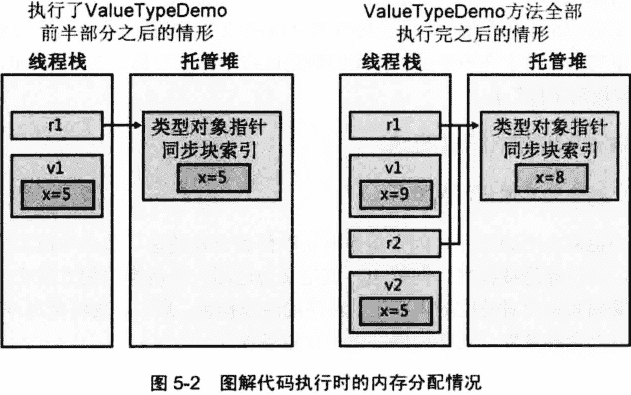 执行了ValueTypeDemo
前半部分之后的情形
线程栈
托管堆
r1
v1
x=5
类型对象指针
同步块索引
x=5
ValueTypeDemo方法全部
执行完之后的情形
线程栈
托管堆
r1
v1
x=9
r2
v2
x=5
类型对象指针
同步块索引
x=8
图 5-2 图解代码执行时的内存分配情况